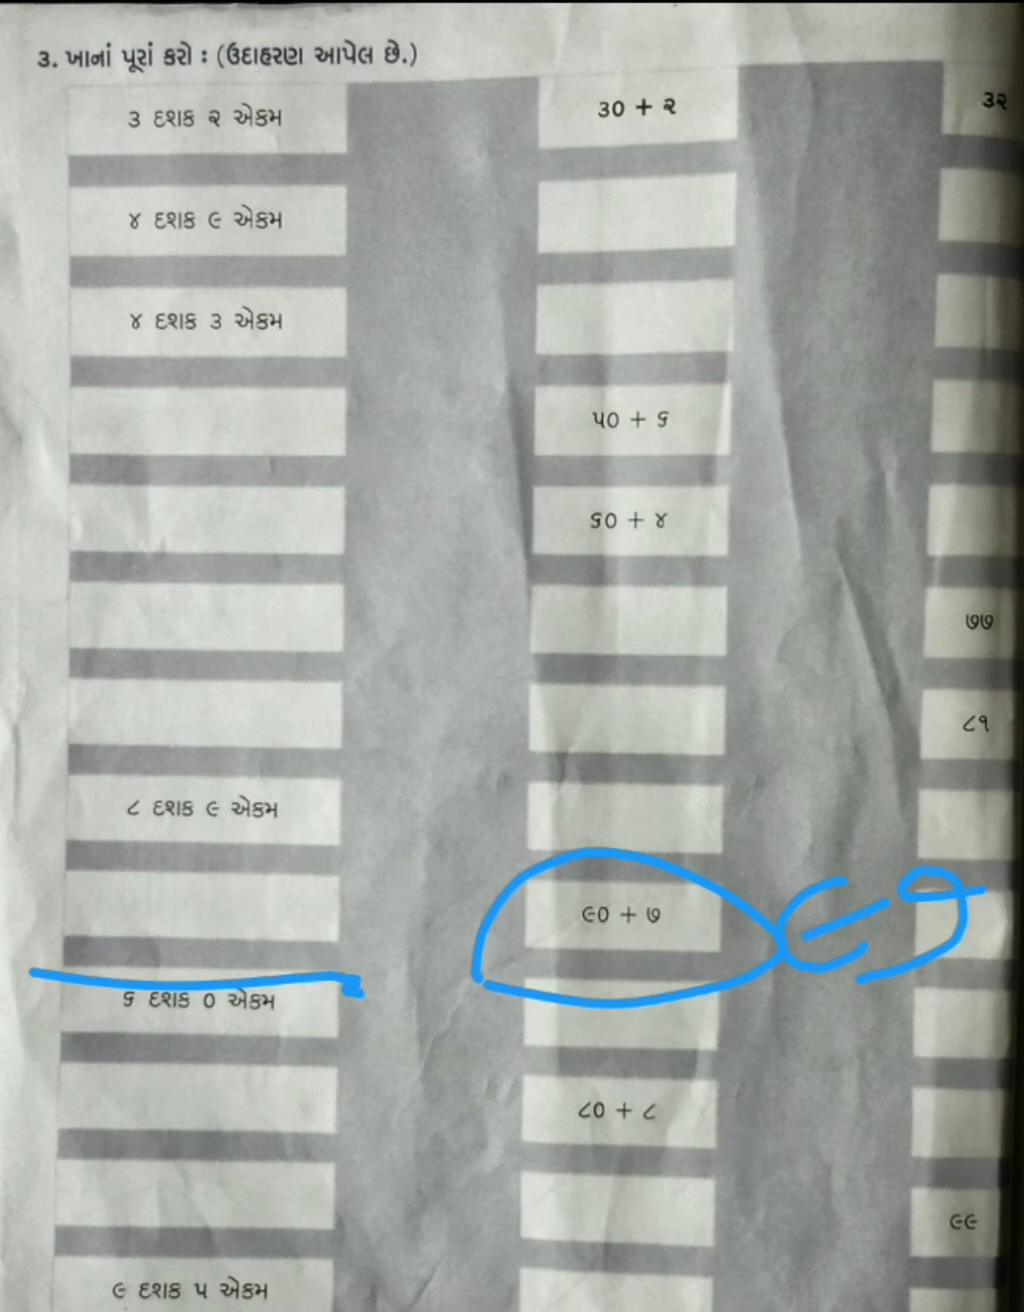 ૩. ખાનાં પૂરાં કરો : (ઉદાહરણ આપેલ છે.)
૩ દશક ૨ એકમ
૩૦ + ૨
૩૨
૪ દશક ૯ એકમ
૪ દશક ૩ એકમ
૫૦ + ૬
૬૦ + ૪
૭૭
૮૧
૮ દશક ૯ એકમ
૯૦ + ૭
૯૭
૬ દશક ૦ એકમ
૮૦ + ૮
૯૯
૯ દશક ૫ એકમ